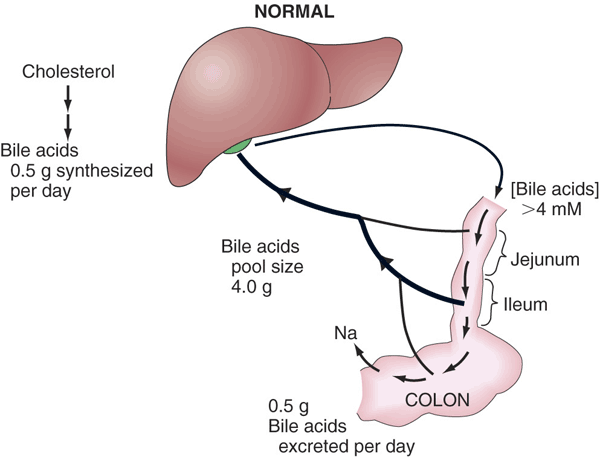 NORMAL
Cholesterol
Bile acids
0.5 g synthesized
per day
[Bile acids]
>4 mM
Jejunum
Ileum
Bile acids
pool size
4.0 g
Na
COLON
0.5 g
Bile acids
excreted per day